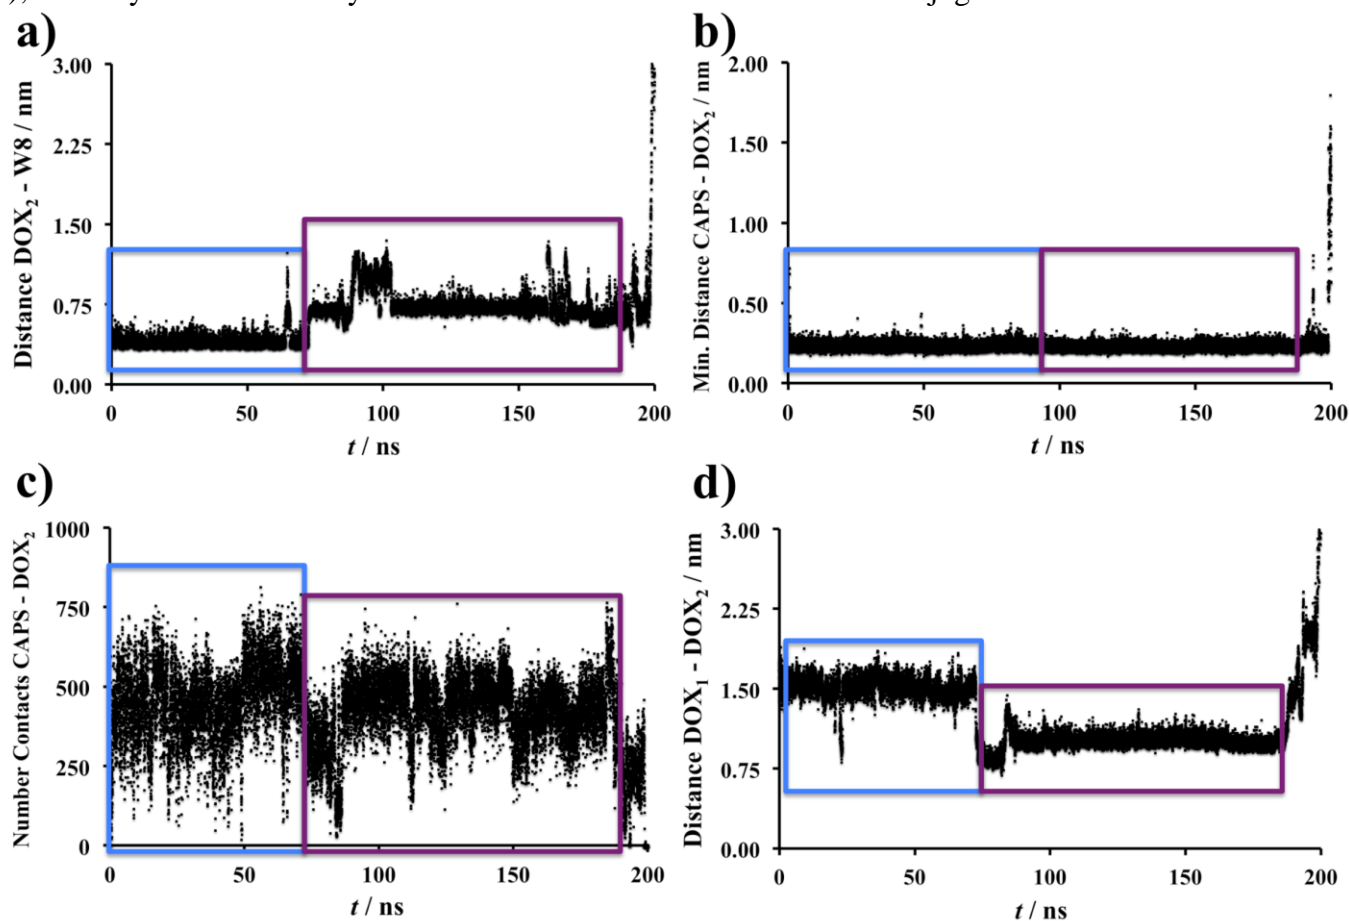 a)
3.00
2.25
1.50
0.75
0.00
Distance DOX₂ - W8 / nm
0 50 100 150 200
t / ns
b)
2.00
1.50
1.00
0.50
0.00
Min. Distance CAPS - DOX₂ / nm
0 50 100 150 200
t / ns
c)
1000
750
500
250
0
Number Contacts CAPS - DOX₂
0 50 100 150 200
t / ns
d)
3.00
2.25
1.50
0.75
0.00
Distance DOX₁ - DOX₂ / nm
0 50 100 150 200
t / ns